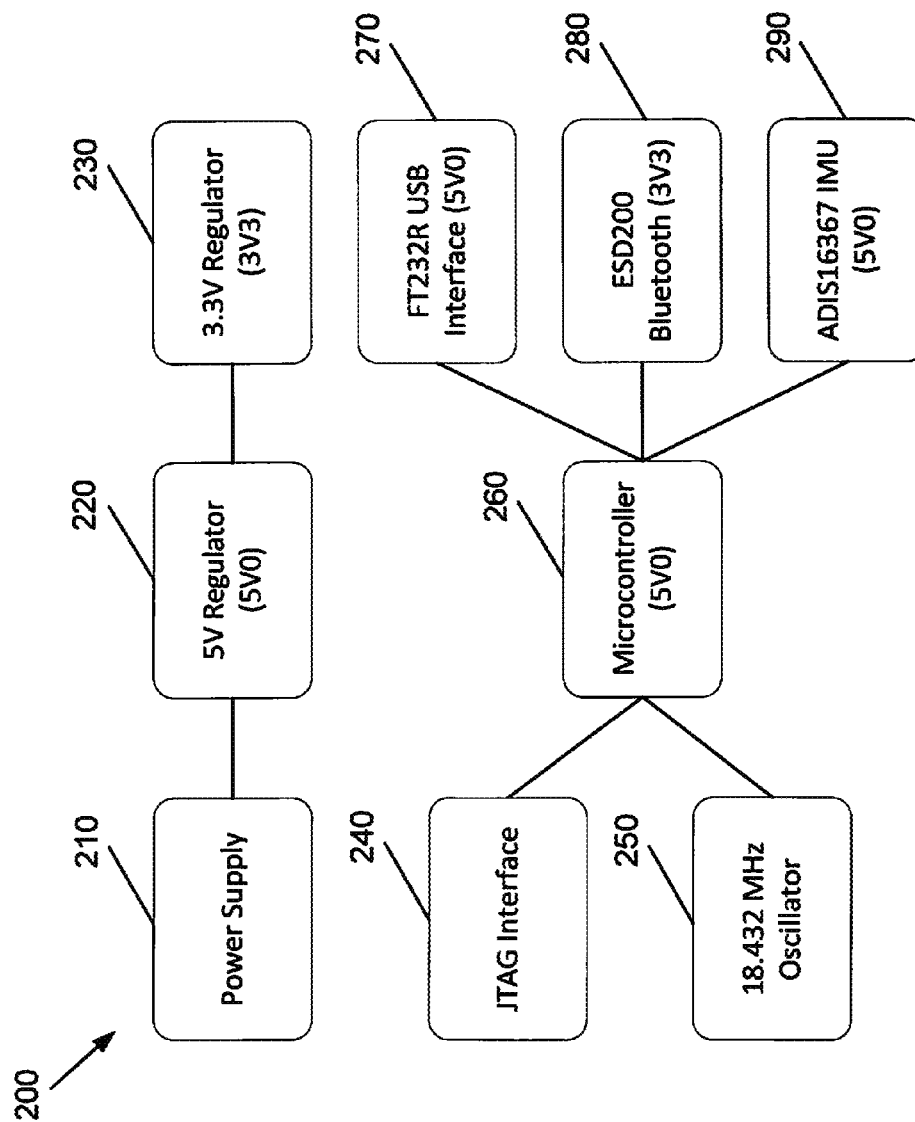 200
210
Power Supply
220
5V Regulator
(5V0)
230
3.3V Regulator
(3V3)
240
JTAG Interface
250
18.432 MHz
Oscillator
260
Microcontroller
(5V0)
270
FT232R USB
Interface (5V0)
280
ESD200
Bluetooth (3V3)
290
ADIS16367 IMU
(5V0)